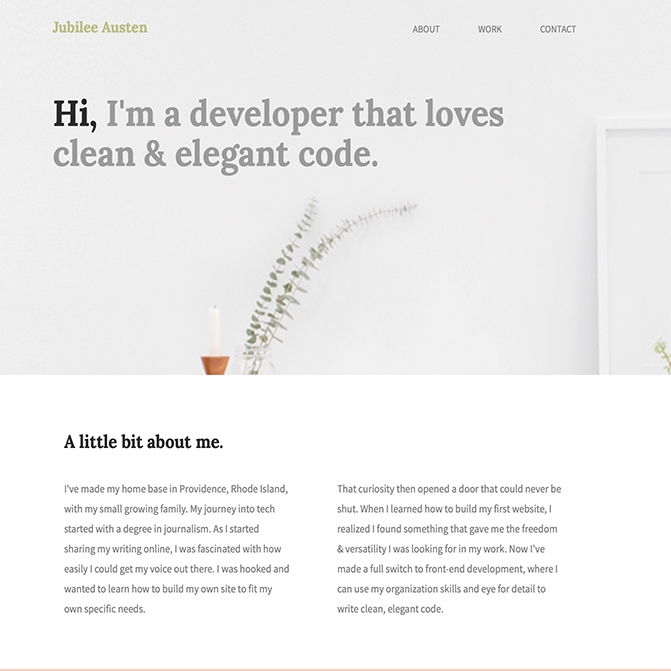 Jubilee Austen
ABOUT WORK CONTACT
Hi, I'm a developer that loves
clean & elegant code.
A little bit about me.
I've made my home base in Providence, Rhode Island,
with my small growing family. My journey into tech
started with a degree in journalism. As I started
sharing my writing online, I was fascinated with how
easily I could get my voice out there. I was hooked and
wanted to learn how to build my own site to fit my
own specific needs.
That curiosity then opened a door that could never be
shut. When I learned how to build my first website, I
realized I found something that gave me the freedom
& versatility I was looking for in my work. Now I've
made a full switch to front-end development, where I
can use my organization skills and eye for detail to
write clean, elegant code.